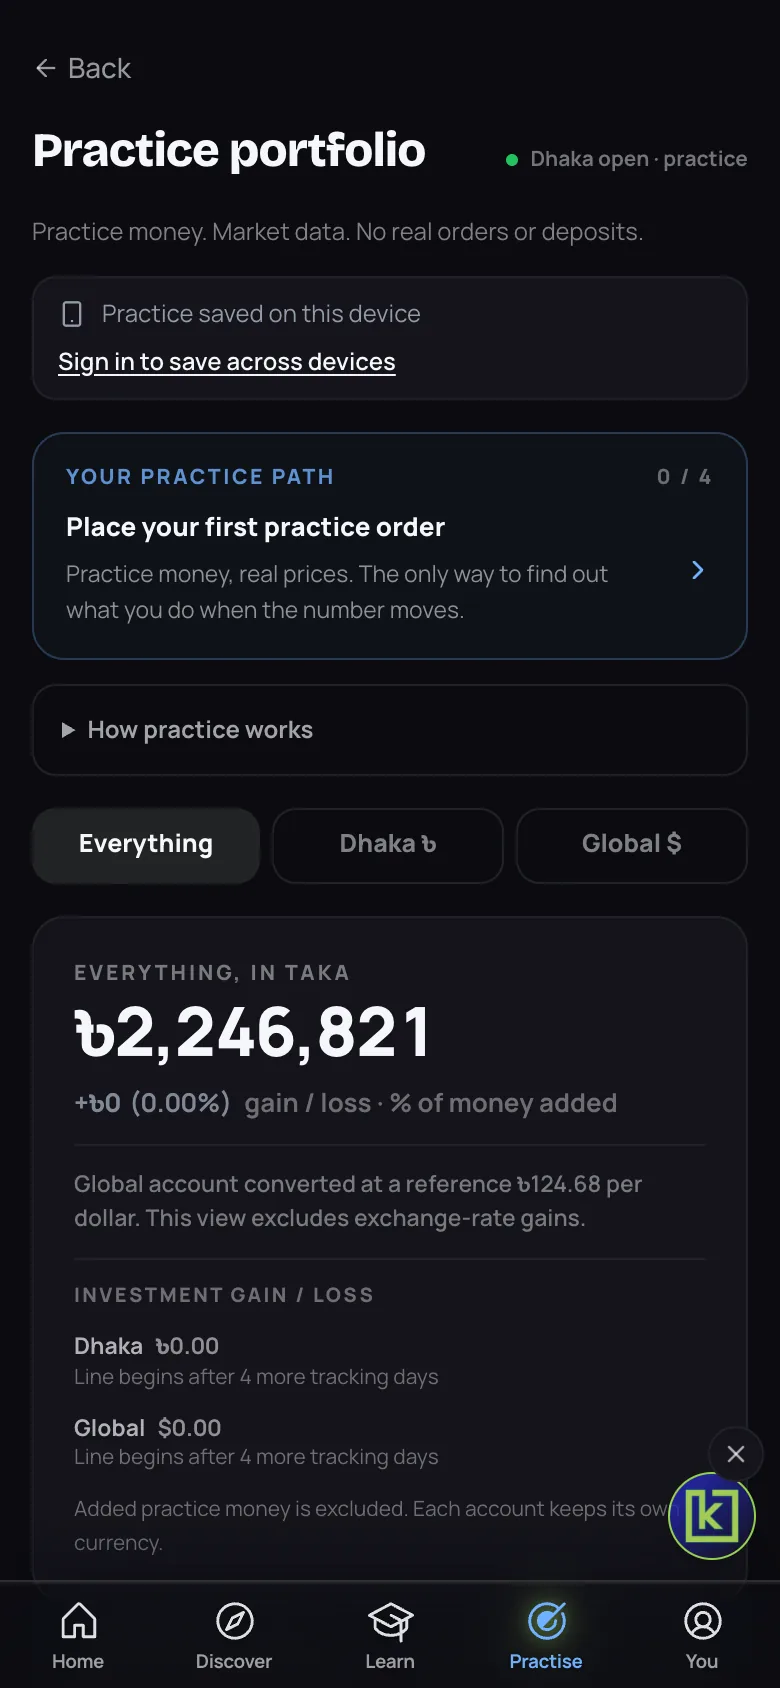 Back
Practice portfolio
Dhaka open · practice
Practice money. Market data. No real orders or deposits.
Practice saved on this device
Sign in to save across devices
YOUR PRACTICE PATH
0 / 4
Place your first practice order
Practice money, real prices. The only way to find out
what you do when the number moves.
How practice works
Everything
Dhaka ৳
Global $
EVERYTHING, IN TAKA
৳2,246,821
+৳0 (0.00%) gain / loss · % of money added
Global account converted at a reference ৳124.68 per
dollar. This view excludes exchange-rate gains.
INVESTMENT GAIN / LOSS
Dhaka ৳0.00
Line begins after 4 more tracking days
Global $0.00
Line begins after 4 more tracking days
Added practice money is excluded. Each account keeps its own
currency.
k
Home
Discover
Learn
Practise
You